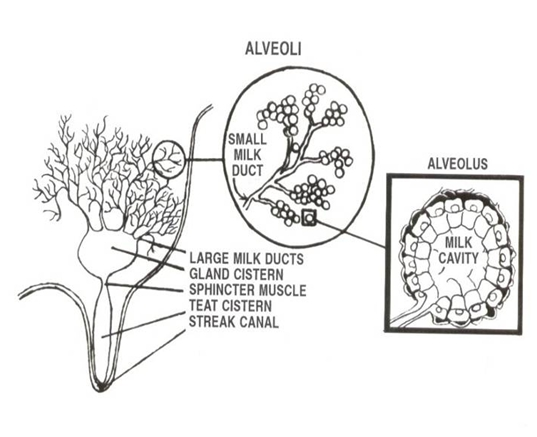 ALVEOLI
SMALL
MILK
DUCT
ALVEOLUS
MILK
CAVITY
LARGE MILK DUCTS
GLAND CISTERN
SPHINCTER MUSCLE
TEAT CISTERN
STREAK CANAL